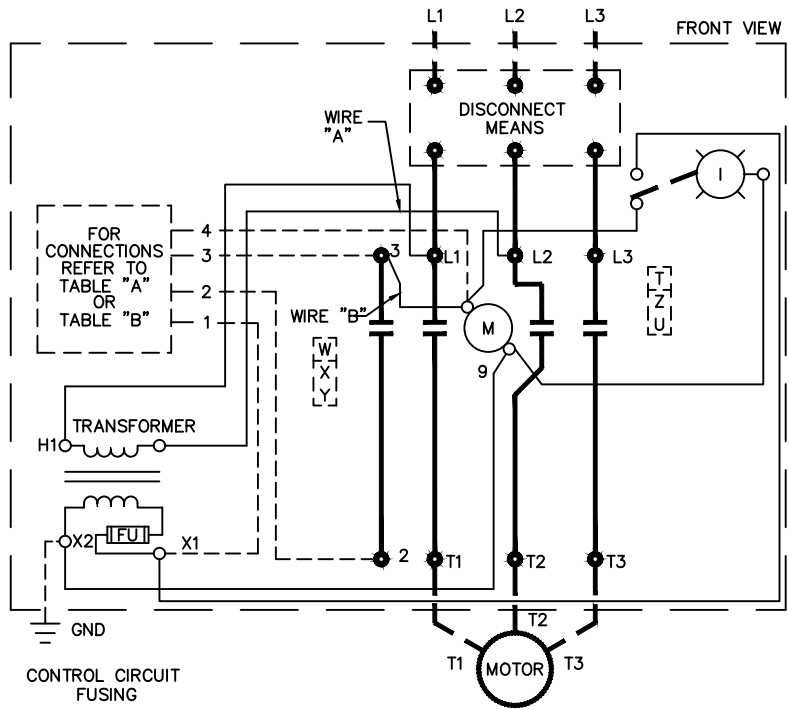 L1 L2 L3
FRONT VIEW
DISCONNECT
MEANS
WIRE
"A"
I
FOR
CONNECTIONS
REFER TO
TABLE "A"
OR
TABLE "B"
4
3
2
1
3
L1
L2
L3
T
Z
U
WIRE "B"
M
W
X
Y
9
TRANSFORMER
H1
FU
X2
X1
2
T1
T2
T3
GND
T2
T1
MOTOR
T3
CONTROL CIRCUIT
FUSING